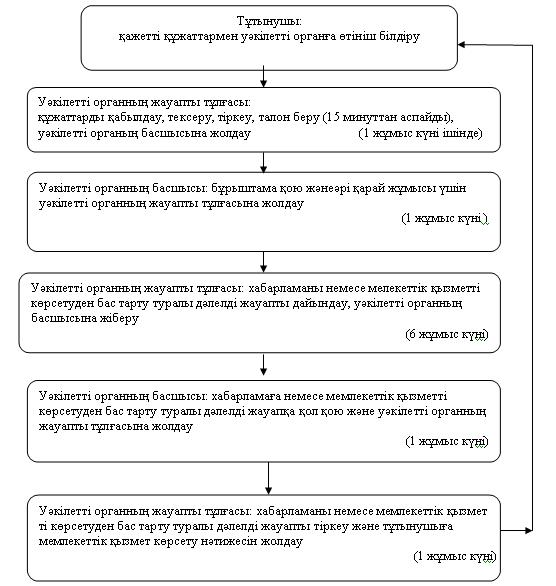 Тұтынушы:
қажетті құжаттармен уәкілетті органға өтініш білдіру
Уәкілетті органның жауапты тұлғасы:
құжаттарды қабылдау, тексеру, тіркеу, талон беру (15 минуттан аспайды),
уәкілетті органың басшысына жолдау (1 жұмыс күні ішінде)
Уәкілетті органның басшысы: бұрыштама қою жәнеәрі қарай жұмысы үшін
уәкілетті органның жауапты тұлғасына жолдау
(1 жұмыс күні)
Уәкілетті органның жауапты тұлғасы: хабарламаны немесе мелекеттік қызметті
көрсетуден бас тарту туралы дәлелді жауапты дайындау, уәкілетті органның
басшысына жіберу
(6 жұмыс күні)
Уәкілетті органның басшысы: хабарламаға немесе мемлекеттік қызметті
көрсетуден бас тарту туралы дәлелді жауапқа қол қою және уәкілетті органның
жауапты тұлғасына жолдау
(1 жұмыс күні)
Уәкілетті органның жауапты тұлғасы: хабарламаны немесе мемлекеттік қызмет
ті көрсетуден бас тарту туралы дәлелді жауапты тіркеу және тұтынушыға
мемлекеттік қызмет көрсету нәтижесін жолдау
(1 жұмыс күні)